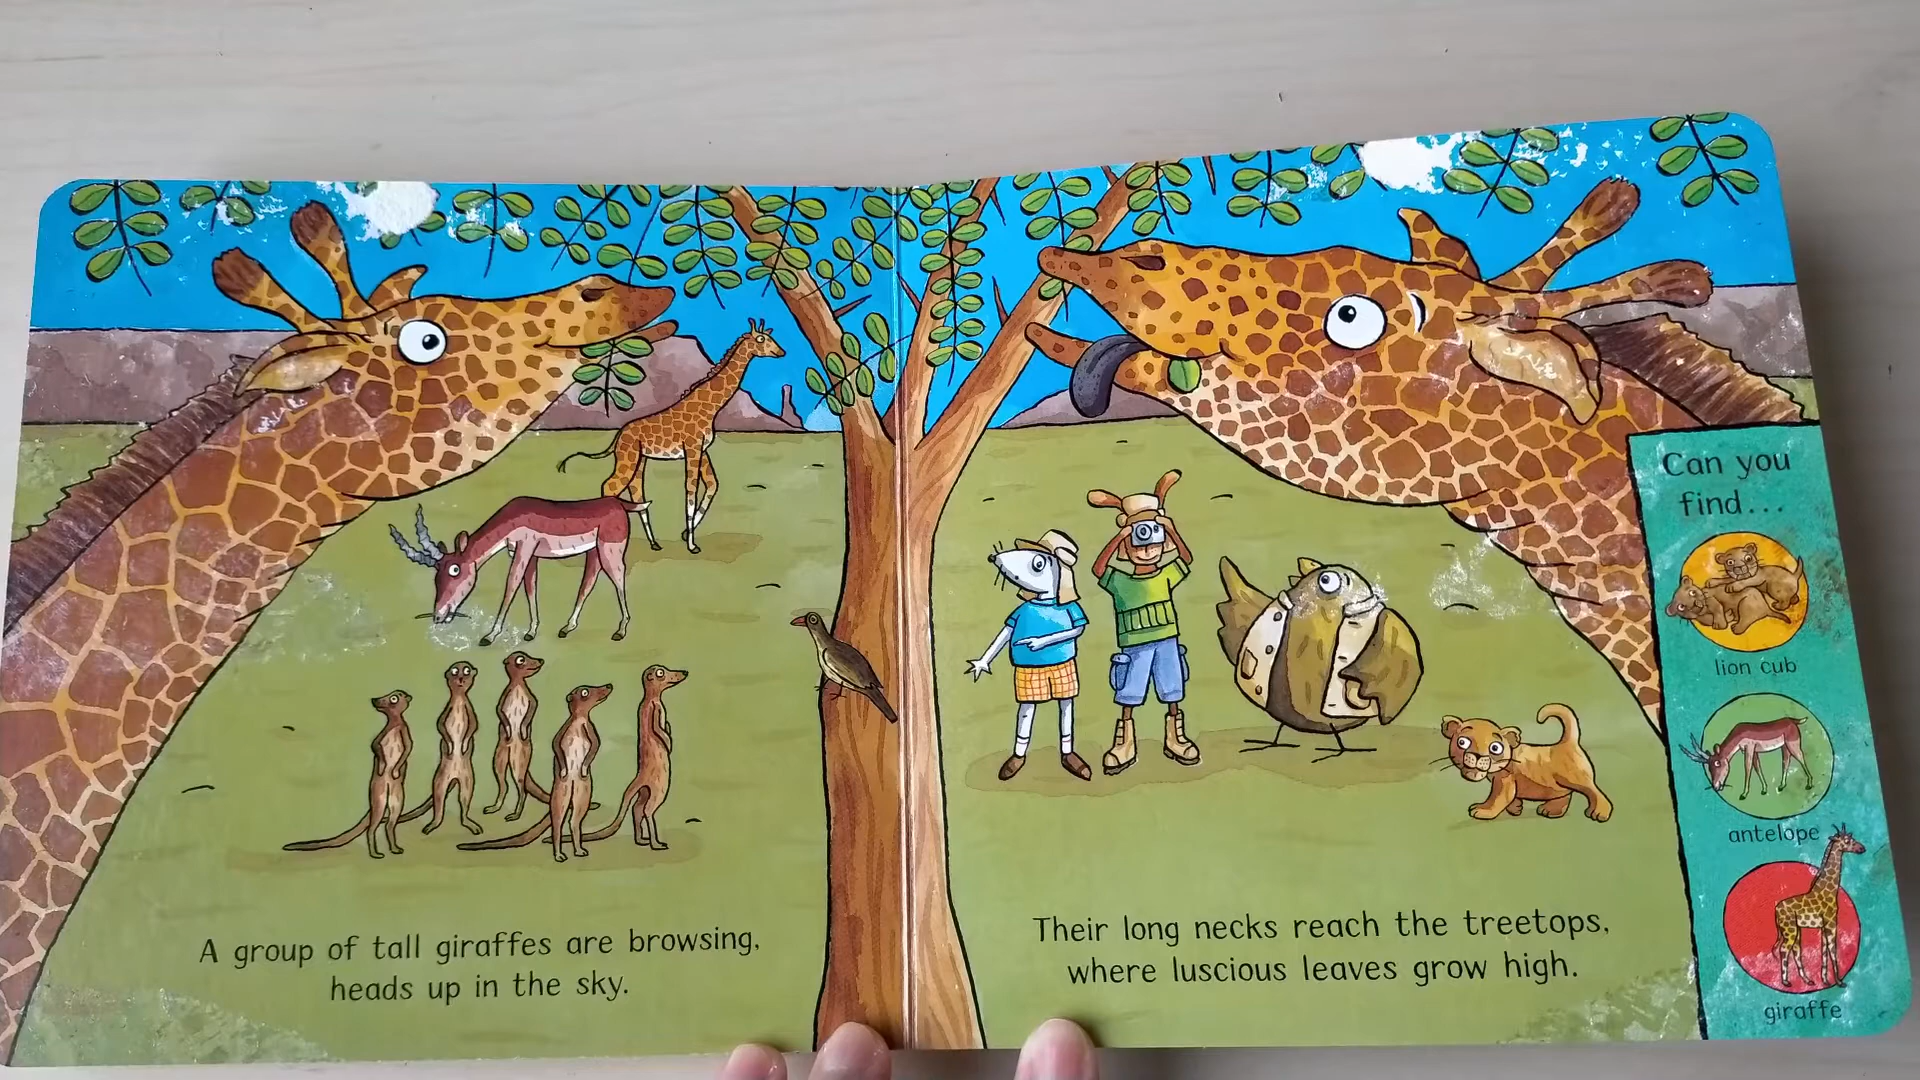 A group of tall giraffes are browsing,
heads up in the sky.
Their long necks reach the treetops,
where luscious leaves grow high.
Can you
find...
lion cub
antelope
giraffe